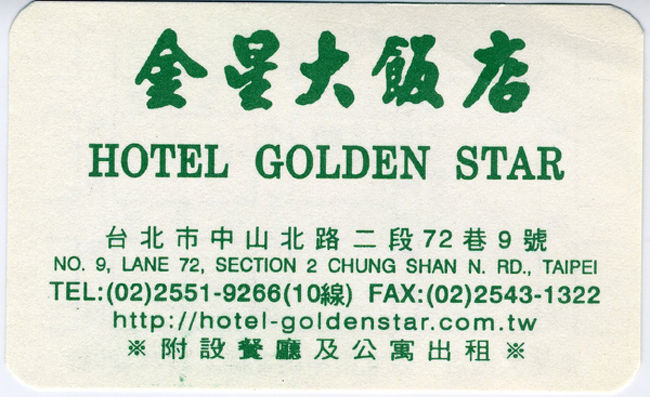 金星大飯店
HOTEL GOLDEN STAR
台北市中山北路二段72巷9號
NO. 9, LANE 72, SECTION 2 CHUNG SHAN N. RD., TAIPEI
TEL:(02)2551-9266(10線) FAX:(02)2543-1322
http://hotel-goldenstar.com.tw
※附設餐廳及公寓出租※